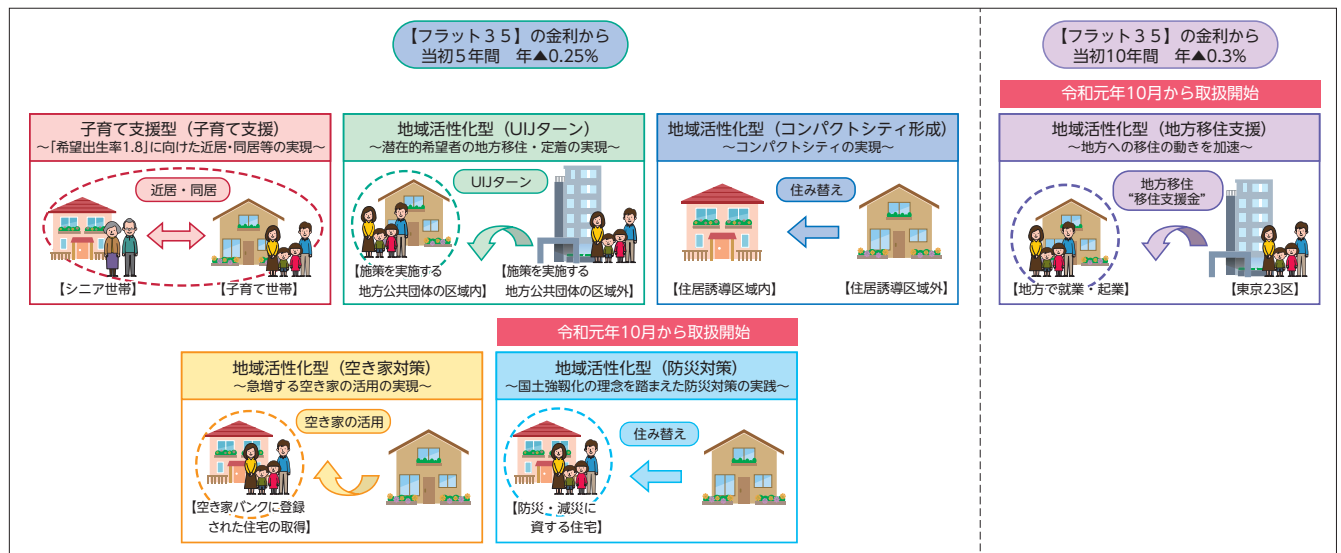 【フラット３５】の金利から
当初５年間　年▲0.25%
【フラット３５】の金利から
当初10年間　年▲0.3%
令和元年10月から取扱開始
子育て支援型（子育て支援）
～「希望出生率1.8」に向けた近居・同居等の実現～
近居・同居
【シニア世帯】
【子育て世帯】
地域活性化型（UIJターン）
～潜在的希望者の地方移住・定着の実現～
UIJターン
【施策を実施する
地方公共団体の区域内】
【施策を実施する
地方公共団体の区域外】
地域活性化型（コンパクトシティ形成）
～コンパクトシティの実現～
住み替え
【住居誘導区域内】
【住居誘導区域外】
地域活性化型（地方移住支援）
～地方への移住の動きを加速～
地方移住
“移住支援金”
【地方で就業・起業】
【東京23区】
令和元年10月から取扱開始
地域活性化型（空き家対策）
～急増する空き家の活用の実現～
空き家の活用
【空き家バンクに登録
された住宅の取得】
地域活性化型（防災対策）
～国土強靱化の理念を踏まえた防災対策の実践～
住み替え
【防災・減災に
資する住宅】